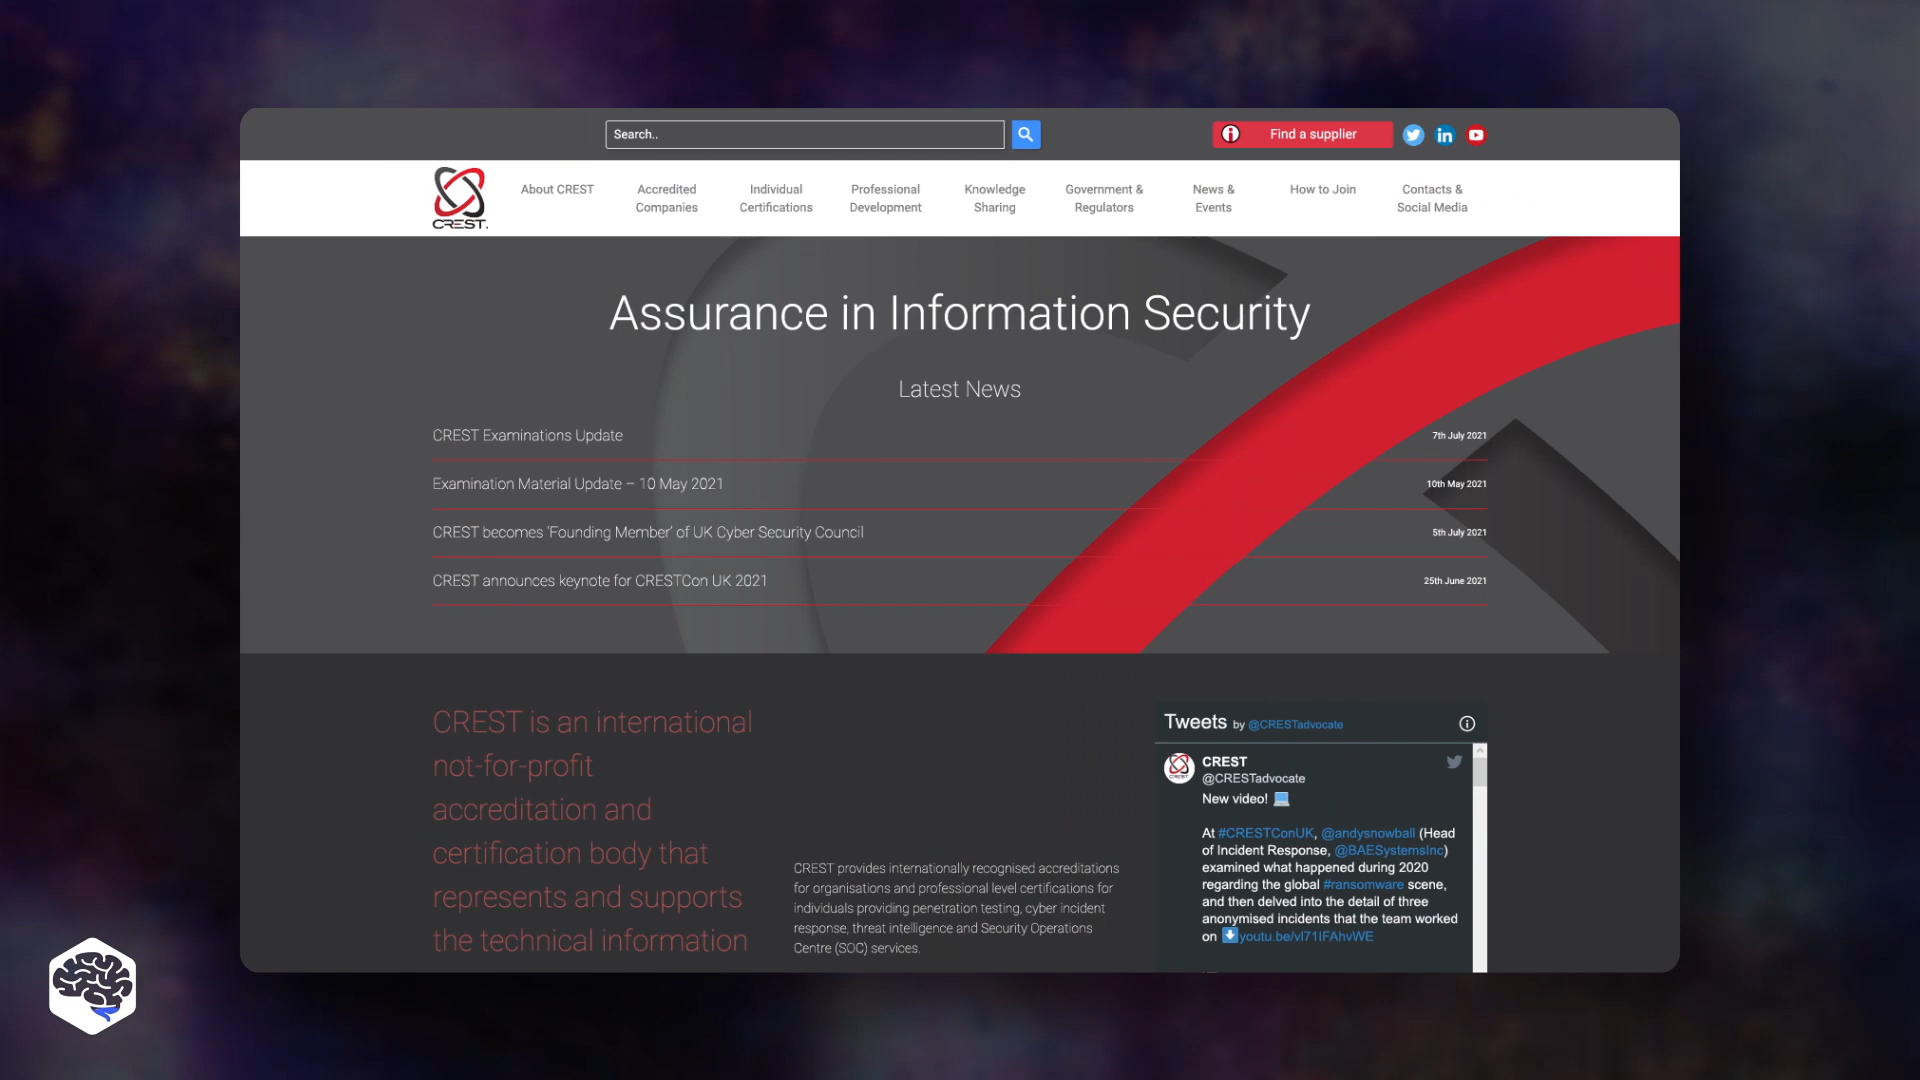 Search..
Find a supplier
CREST.
About CREST
Accredited
Companies
Individual
Certifications
Professional
Development
Knowledge
Sharing
Government &
Regulators
News &
Events
How to Join
Contacts &
Social Media
Assurance in Information Security
Latest News
CREST Examinations Update 7th July 2021
Examination Material Update – 10 May 2021 10th May 2021
CREST becomes ‘Founding Member’ of UK Cyber Security Council 5th July 2021
CREST announces keynote for CRESTCon UK 2021 25th June 2021
CREST is an international
not-for-profit
accreditation and
certification body that
represents and supports
the technical information
CREST provides internationally recognised accreditations
for organisations and professional level certifications for
individuals providing penetration testing, cyber incident
response, threat intelligence and Security Operations
Centre (SOC) services.
Tweets by @CRESTadvocate
CREST
@CRESTadvocate
New video!
At #CRESTConUK, @andysnowball (Head
of Incident Response, @BAESystemsInc)
examined what happened during 2020
regarding the global #ransomware scene,
and then delved into the detail of three
anonymised incidents that the team worked
on youtu.be/vl71IFAhvWE